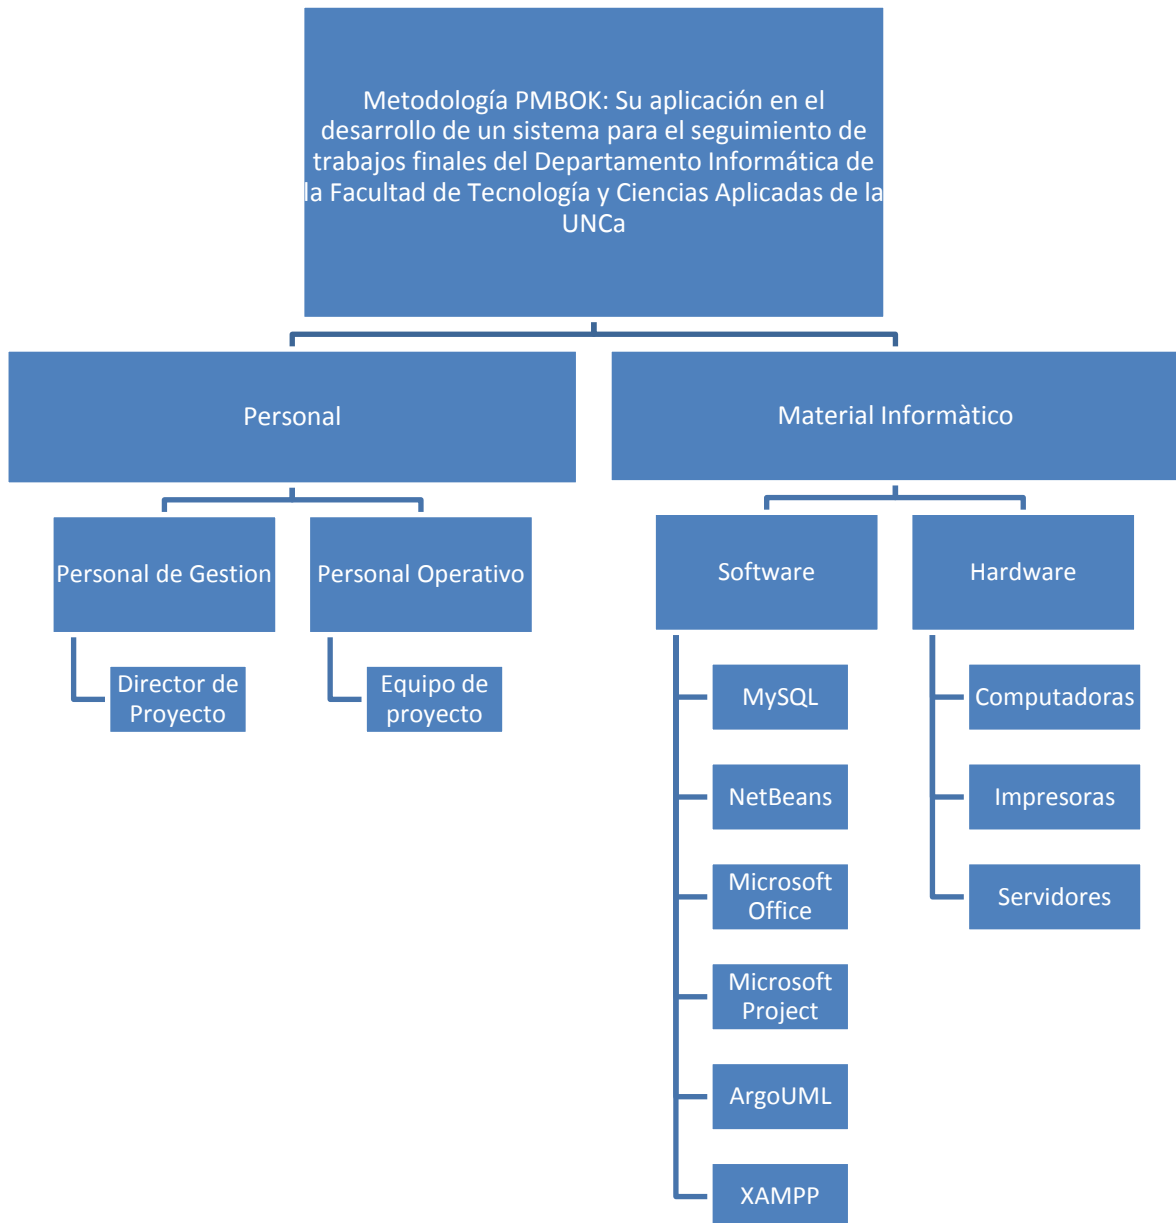 Metodología PMBOK: Su aplicación en el
desarrollo de un sistema para el seguimiento de
trabajos finales del Departamento Informática de
la Facultad de Tecnología y Ciencias Aplicadas de la
UNCa
Personal
Material Informàtico
Personal de Gestion
Personal Operativo
Software
Hardware
Director de
Proyecto
Equipo de
proyecto
MySQL
Computadoras
NetBeans
Impresoras
Microsoft
Office
Servidores
Microsoft
Project
ArgoUML
XAMPP